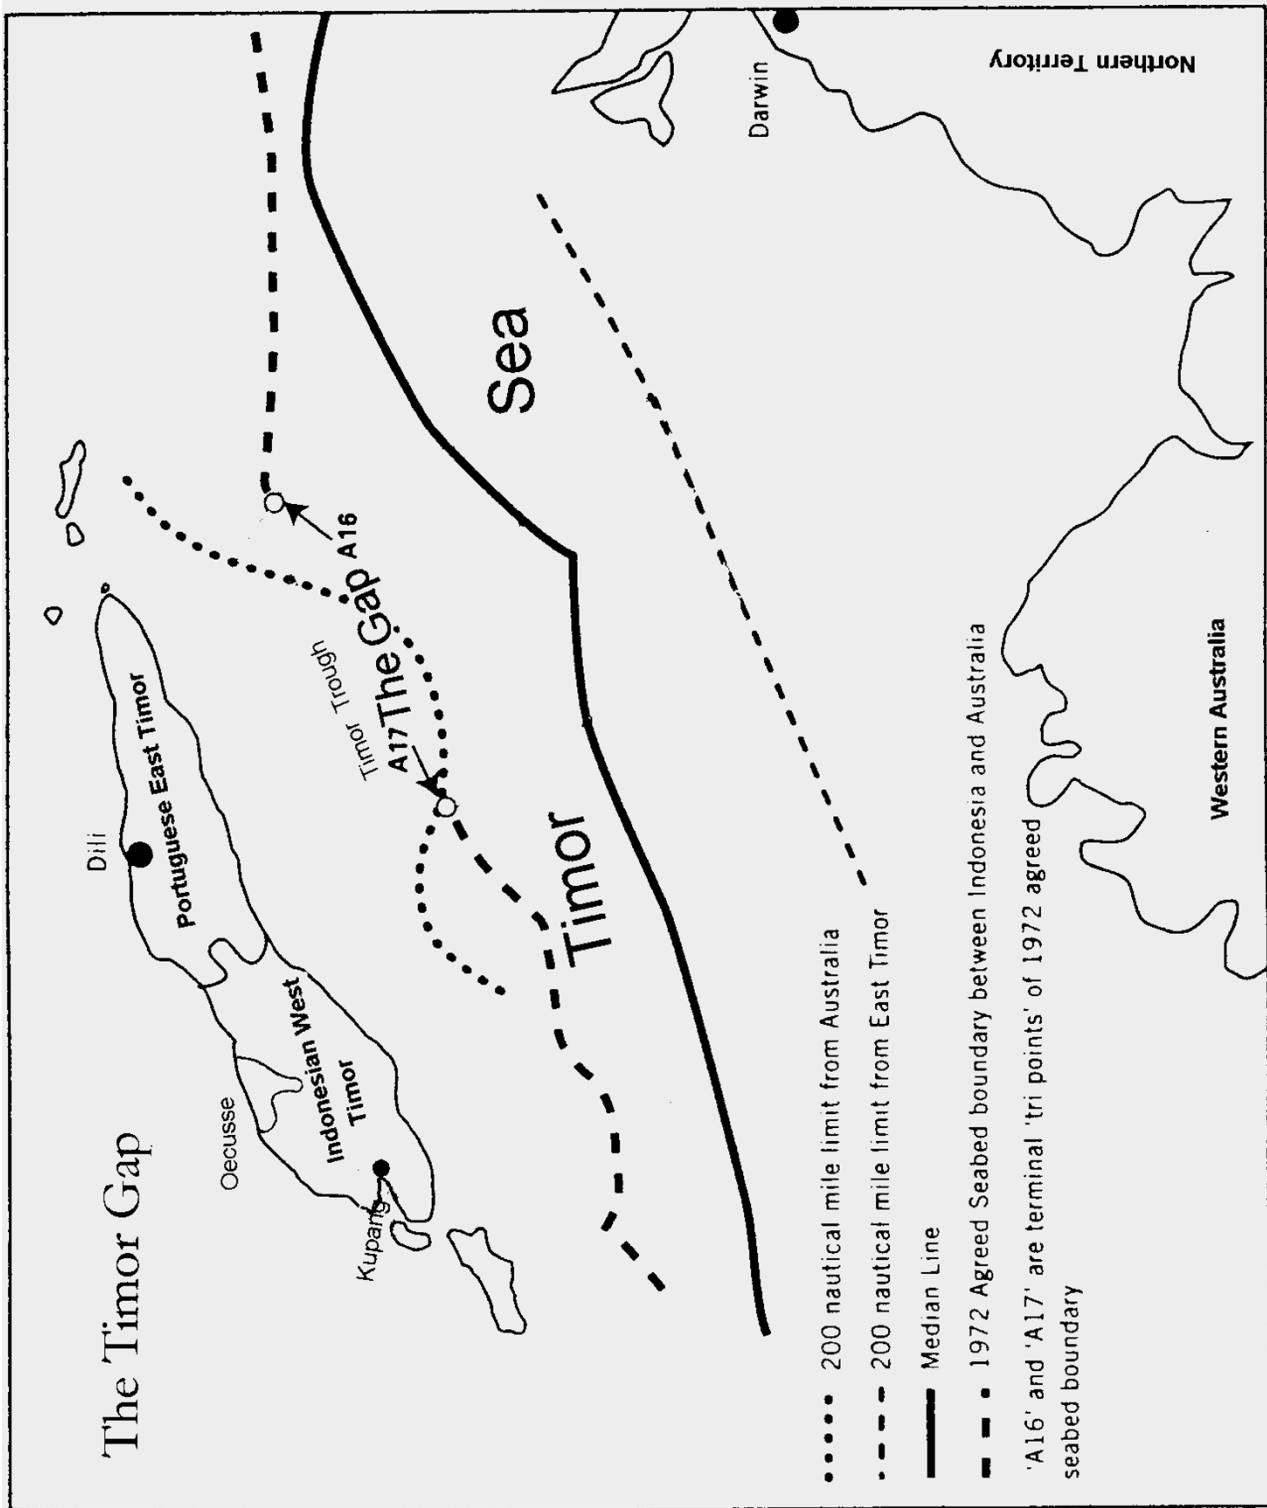 The Timor Gap
Dili
Portuguese East Timor
Oecusse
Indonesian West
Timor
Kupang
Timor Trough
A17
The Gap
A16
Timor
Sea
Darwin
Northern Territory
Western Australia
200 nautical mile limit from Australia
200 nautical mile limit from East Timor
Median Line
1972 Agreed Seabed boundary between Indonesia and Australia
'A16' and 'A17' are terminal 'tri points' of 1972 agreed
seabed boundary